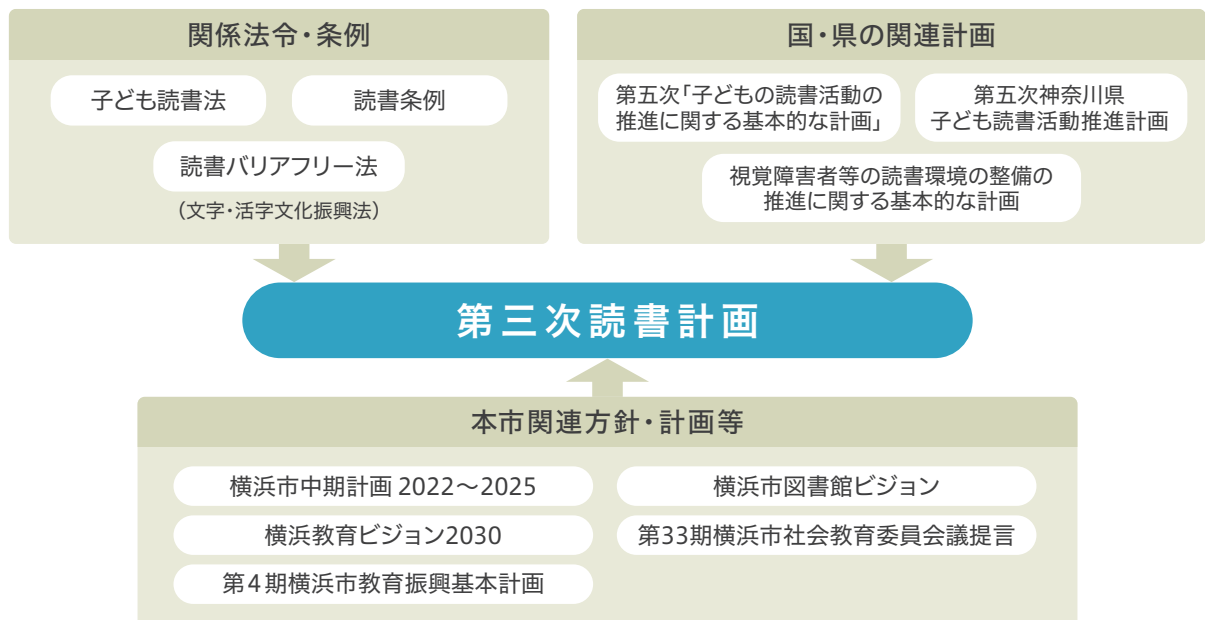 関係法令・条例
子ども読書法
読書条例
読書バリアフリー法
（文字・活字文化振興法）
国・県の関連計画
第五次「子どもの読書活動の
推進に関する基本的な計画」
第五次神奈川県
子ども読書活動推進計画
視覚障害者等の読書環境の整備の
推進に関する基本的な計画
第三次読書計画
本市関連方針・計画等
横浜市中期計画 2022～2025
横浜市図書館ビジョン
横浜教育ビジョン2030
第33期横浜市社会教育委員会議提言
第4期横浜市教育振興基本計画